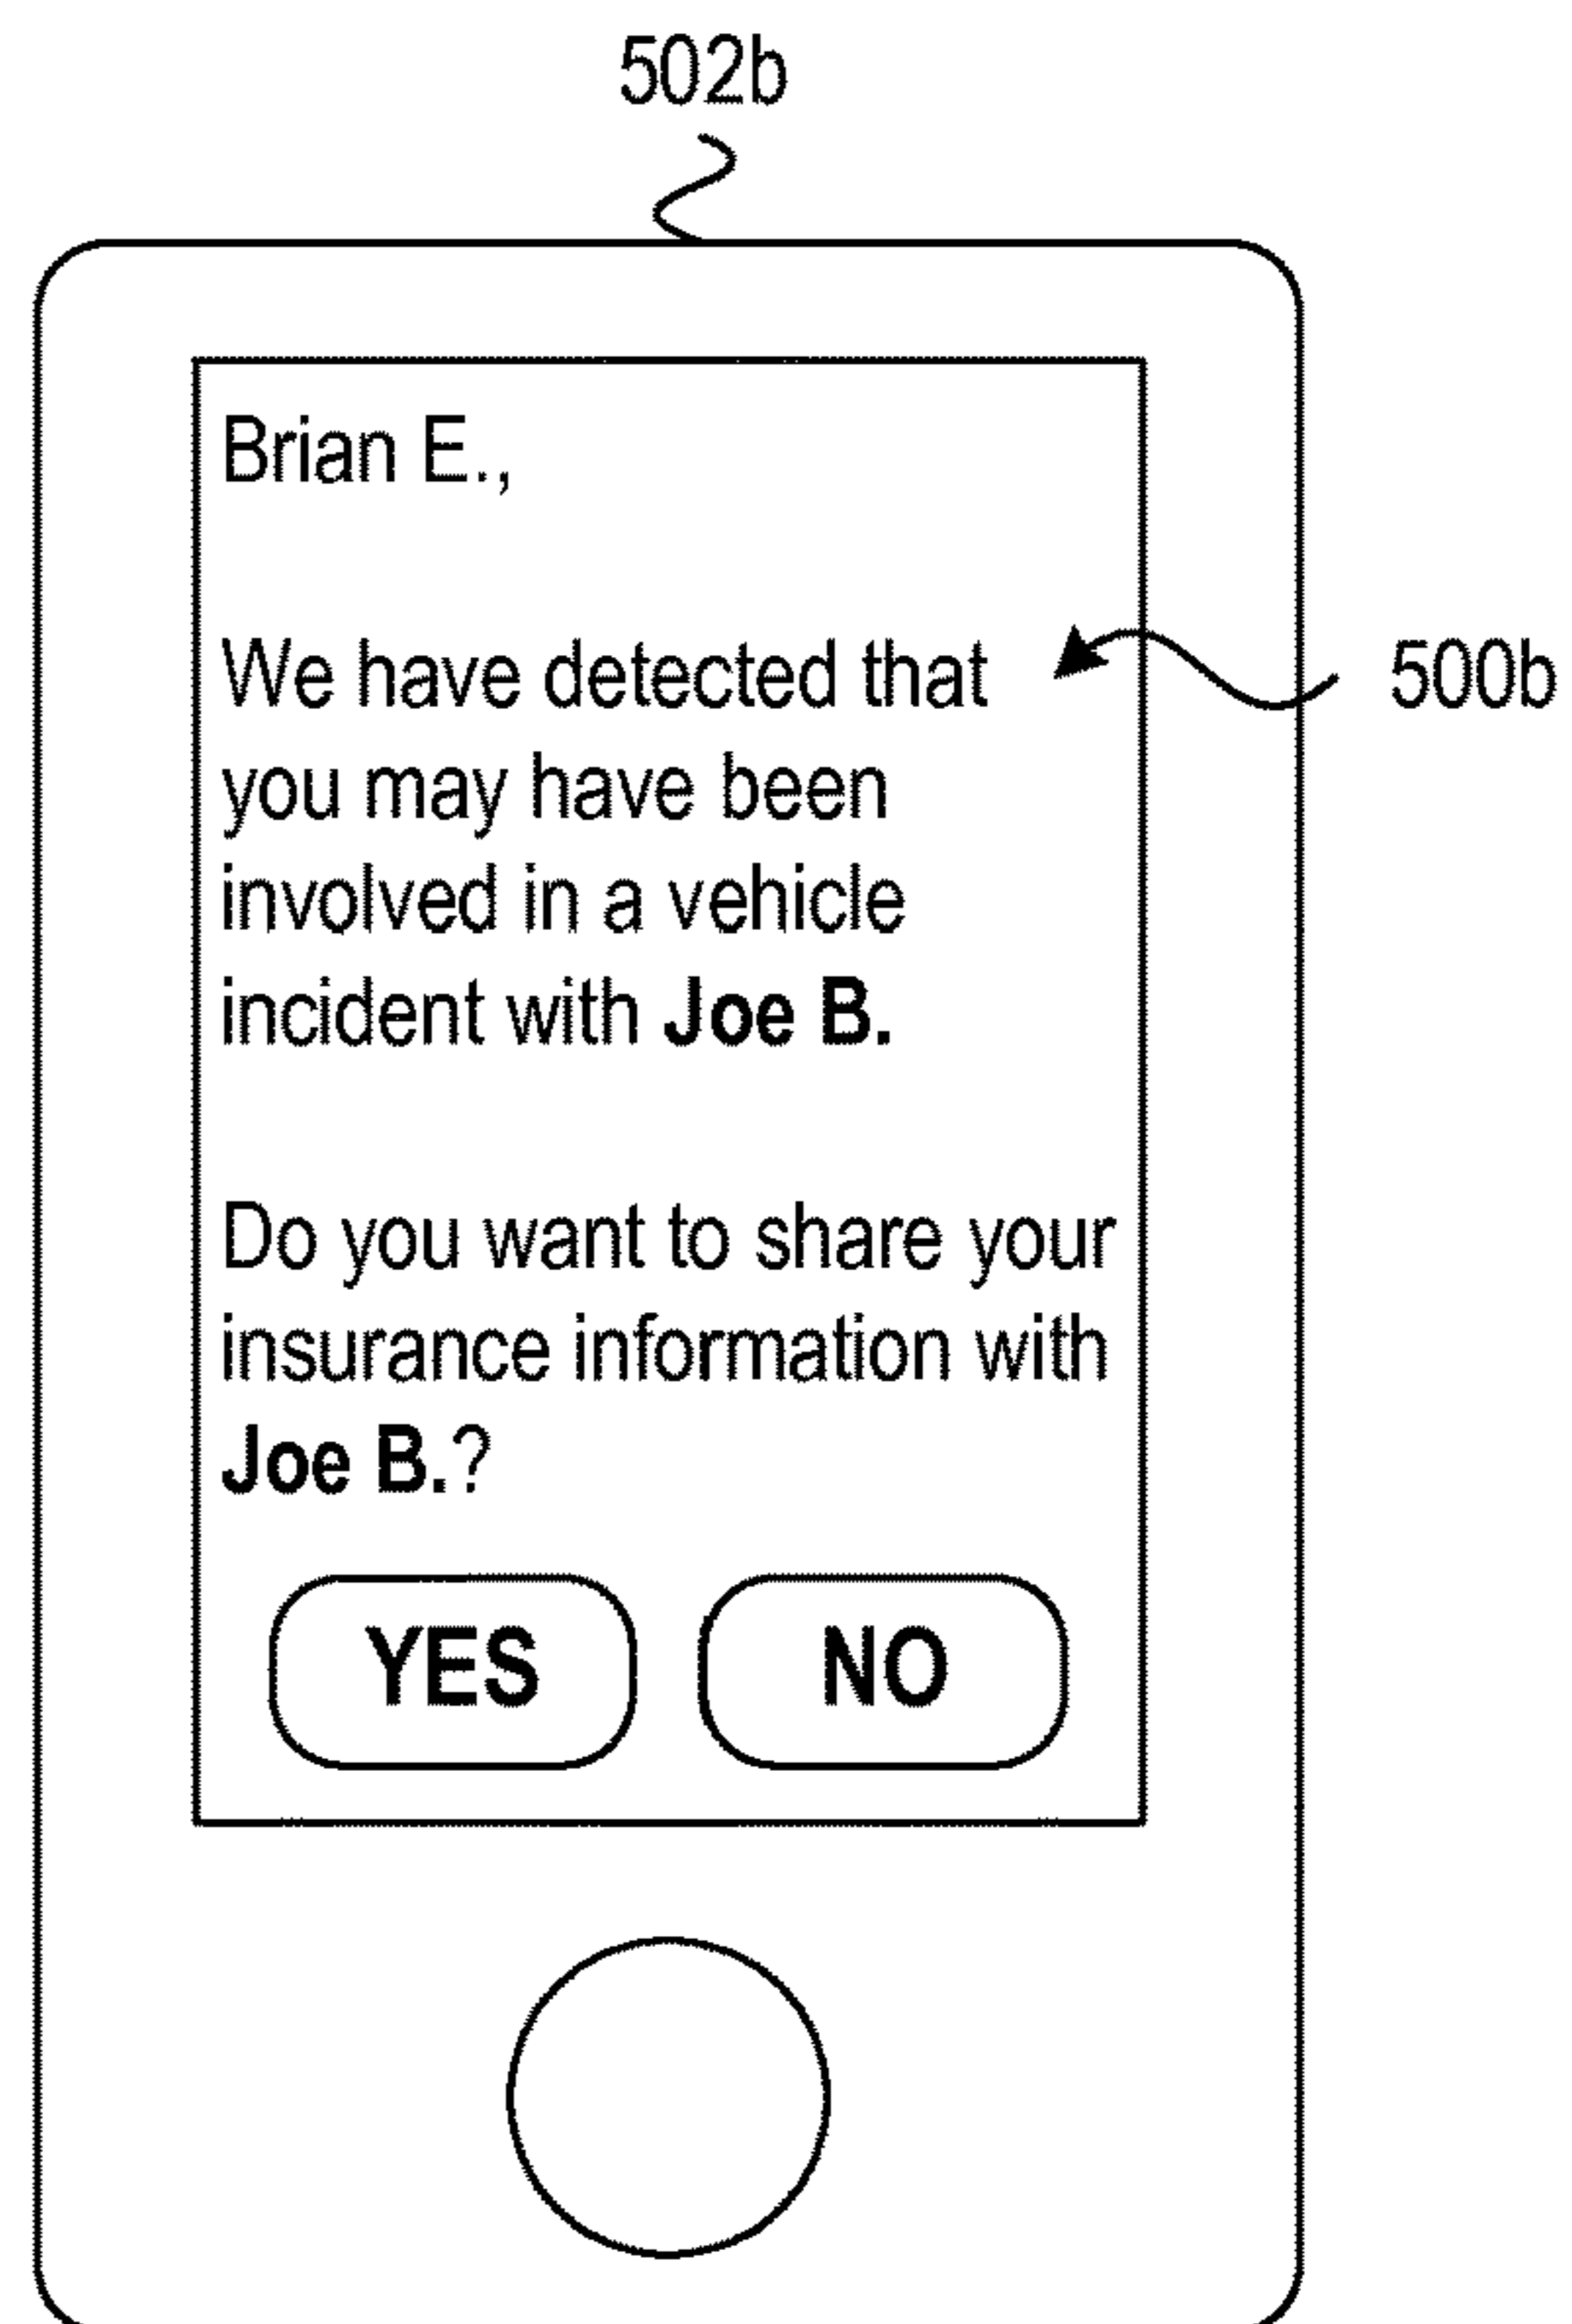 502b
Brian E.,
We have detected that
500b
you may have been
involved in a vehicle
incident with Joe B.
Do you want to share your
insurance information with
Joe B.?
YES
NO